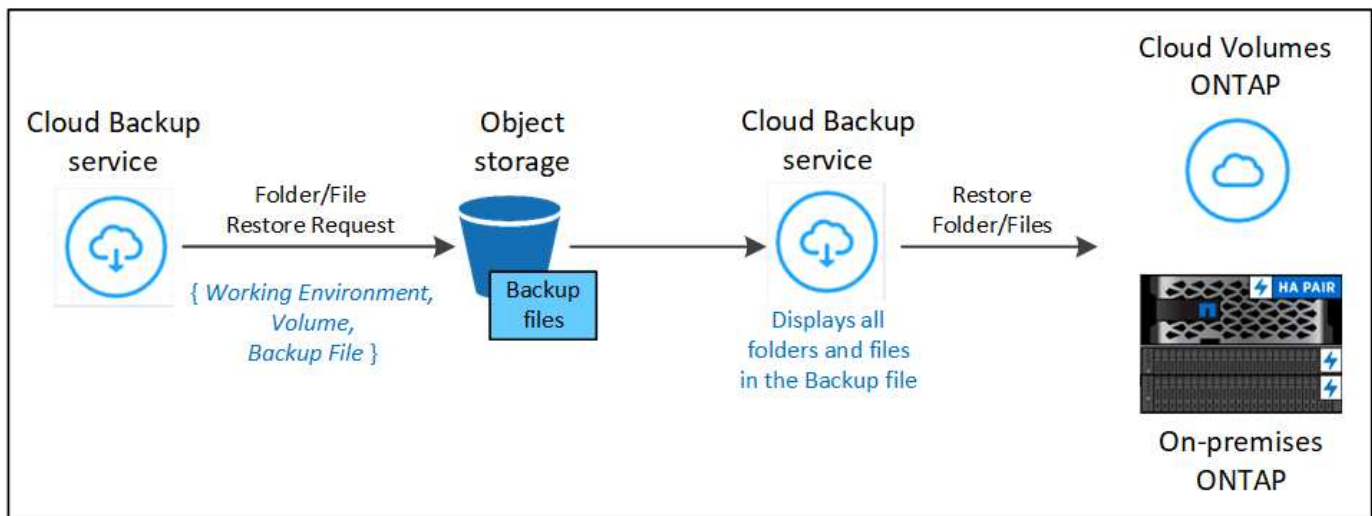 Cloud Backup
service
Folder/File
Restore Request
{ Working Environment,
Volume,
Backup File }
Object
storage
Backup
files
Cloud Backup
service
Displays all
folders and files
in the Backup file
Restore
Folder/Files
Cloud Volumes
ONTAP
HA PAIR
On-premises
ONTAP